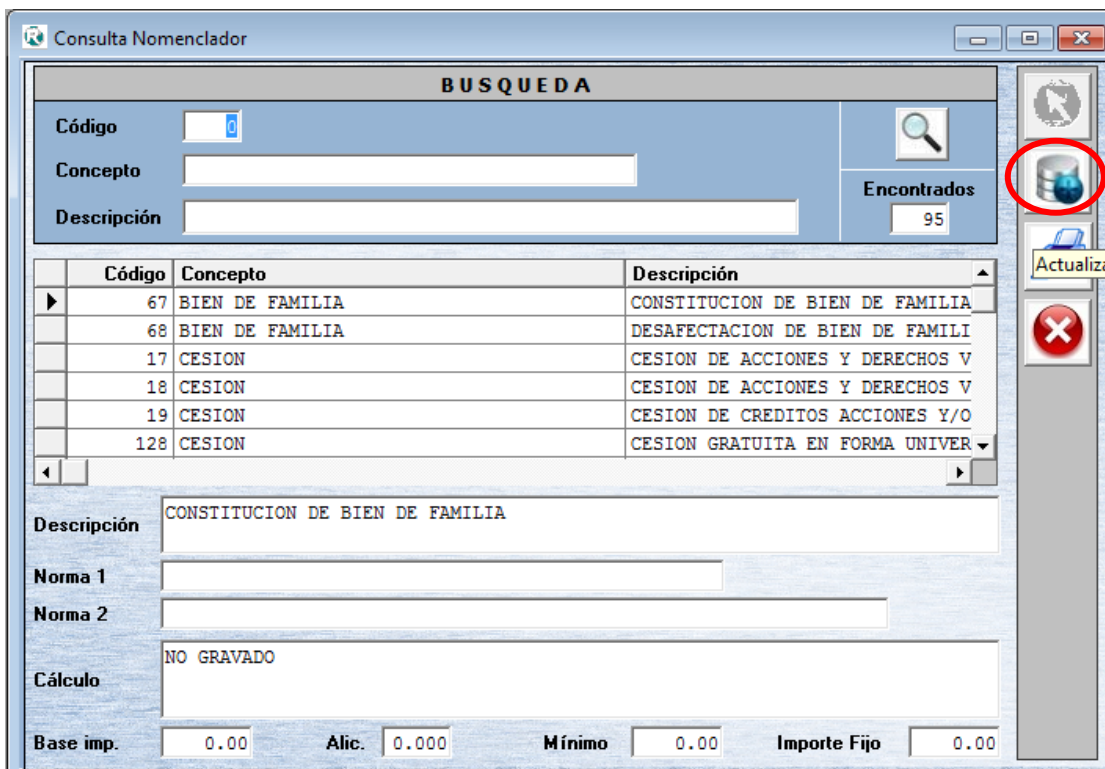 Consulta Nomenclador
BUSQUEDA
Código 0
Concepto
Descripción
Encontrados
95
Actualiza
Código Concepto Descripción
67 BIEN DE FAMILIA CONSTITUCION DE BIEN DE FAMILIA
68 BIEN DE FAMILIA DESAFECTACION DE BIEN DE FAMILI
17 CESION CESION DE ACCIONES Y DERECHOS V
18 CESION CESION DE ACCIONES Y DERECHOS V
19 CESION CESION DE CREDITOS ACCIONES Y/O
128 CESION CESION GRATUITA EN FORMA UNIVER
Descripción CONSTITUCION DE BIEN DE FAMILIA
Norma 1
Norma 2
Cálculo NO GRAVADO
Base imp. 0.00 Alic. 0.000 Mínimo 0.00 Importe Fijo 0.00